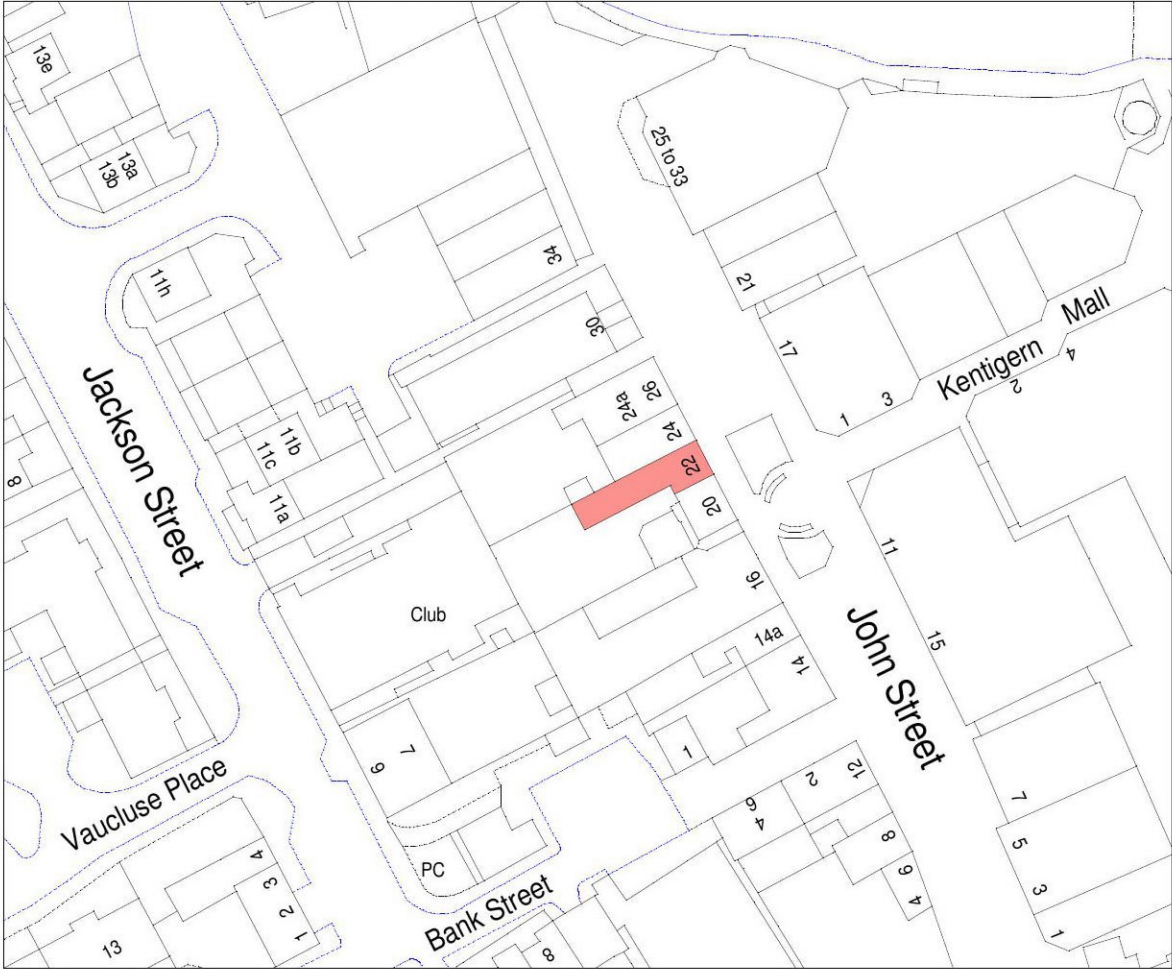 13e
13a
13b
25 to 33
34
11h
21
30
Mall
Kentigern
4
2
17
1
3
Jackson Street
26
24a
24
22
20
11b
11c
11a
8
11
16
Club
14a
14
15
John Street
1
7
9
12
2
6
4
8
6
4
7
5
3
1
Vaucluse Place
PC
Bank Street
4
3
2
1
13
8